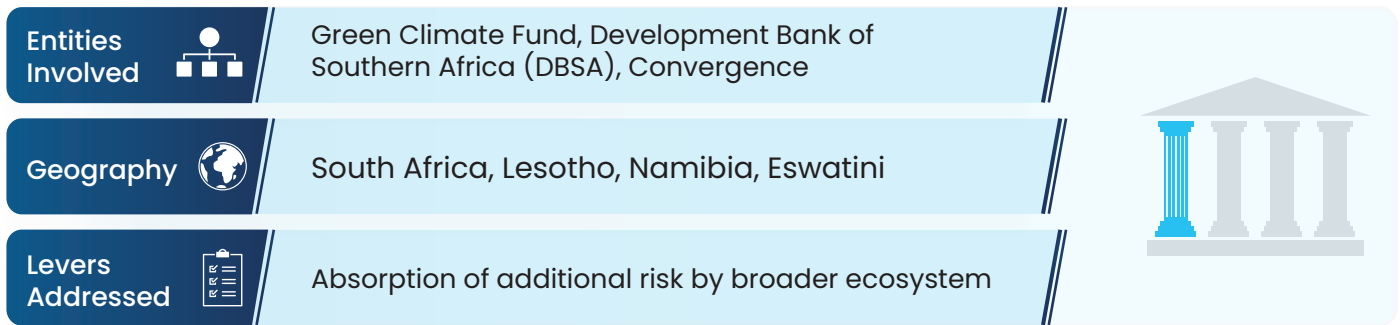 Entities
Involved
Green Climate Fund, Development Bank of
Southern Africa (DBSA), Convergence
Geography
South Africa, Lesotho, Namibia, Eswatini
Levers
Addressed
Absorption of additional risk by broader ecosystem